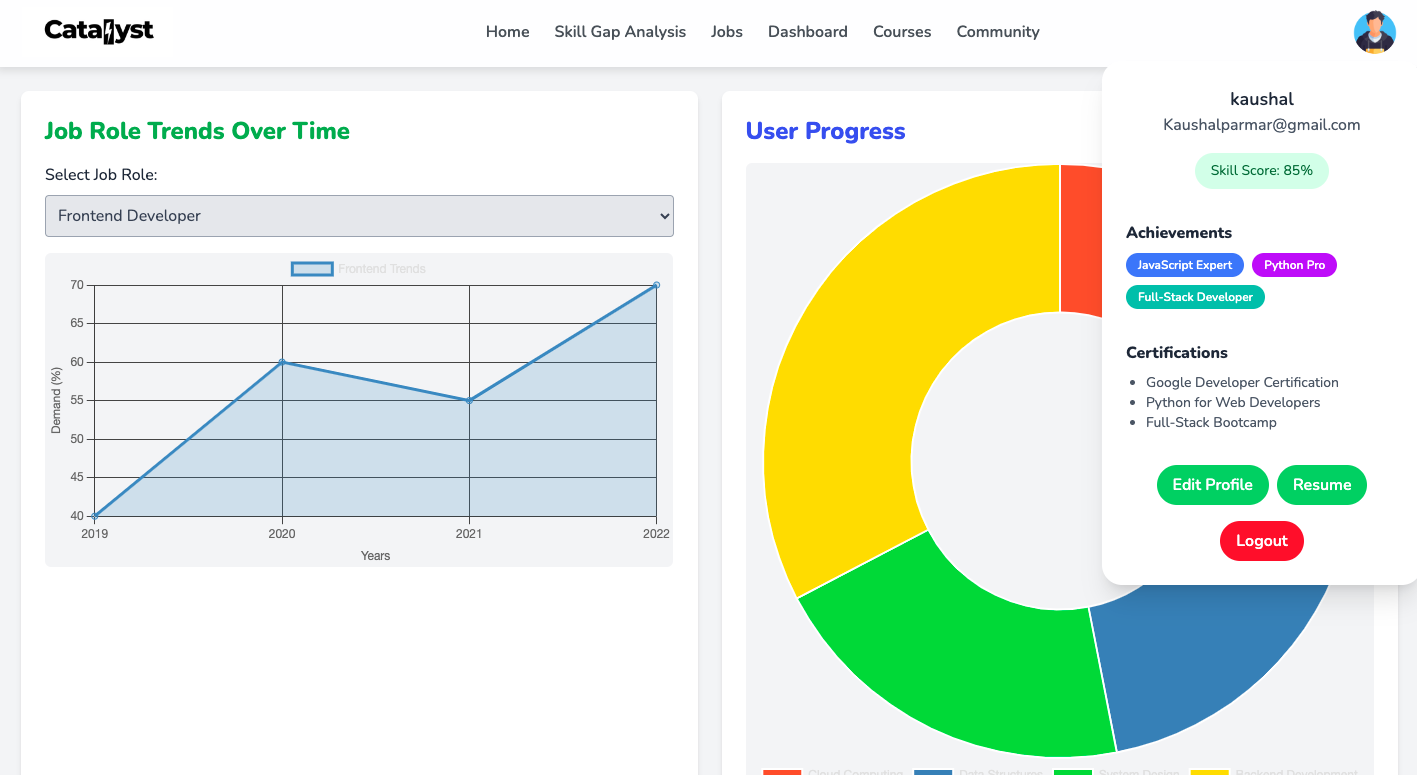 Catalyst
Home Skill Gap Analysis Jobs Dashboard Courses Community
Job Role Trends Over Time
Select Job Role:
Frontend Developer
Frontend Trends
70
65
60
55
50
45
40
Demand (%)
2019 2020 2021 2022
Years
User Progress
Cloud Computing Data Structures System Design Backend Development
kaushal
Kaushalparmar@gmail.com
Skill Score: 85%
Achievements
JavaScript Expert Python Pro
Full-Stack Developer
Certifications
Google Developer Certification
Python for Web Developers
Full-Stack Bootcamp
Edit Profile Resume
Logout